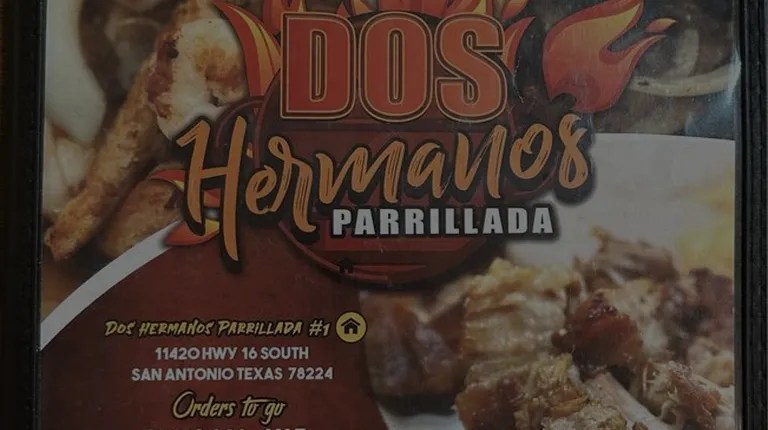 DOS
Hermanos
PARRILLADA
DOS HERMANOS PARRILLADA #1
11420 HWY 16 SOUTH
SAN ANTONIO TEXAS 78224
Orders to go